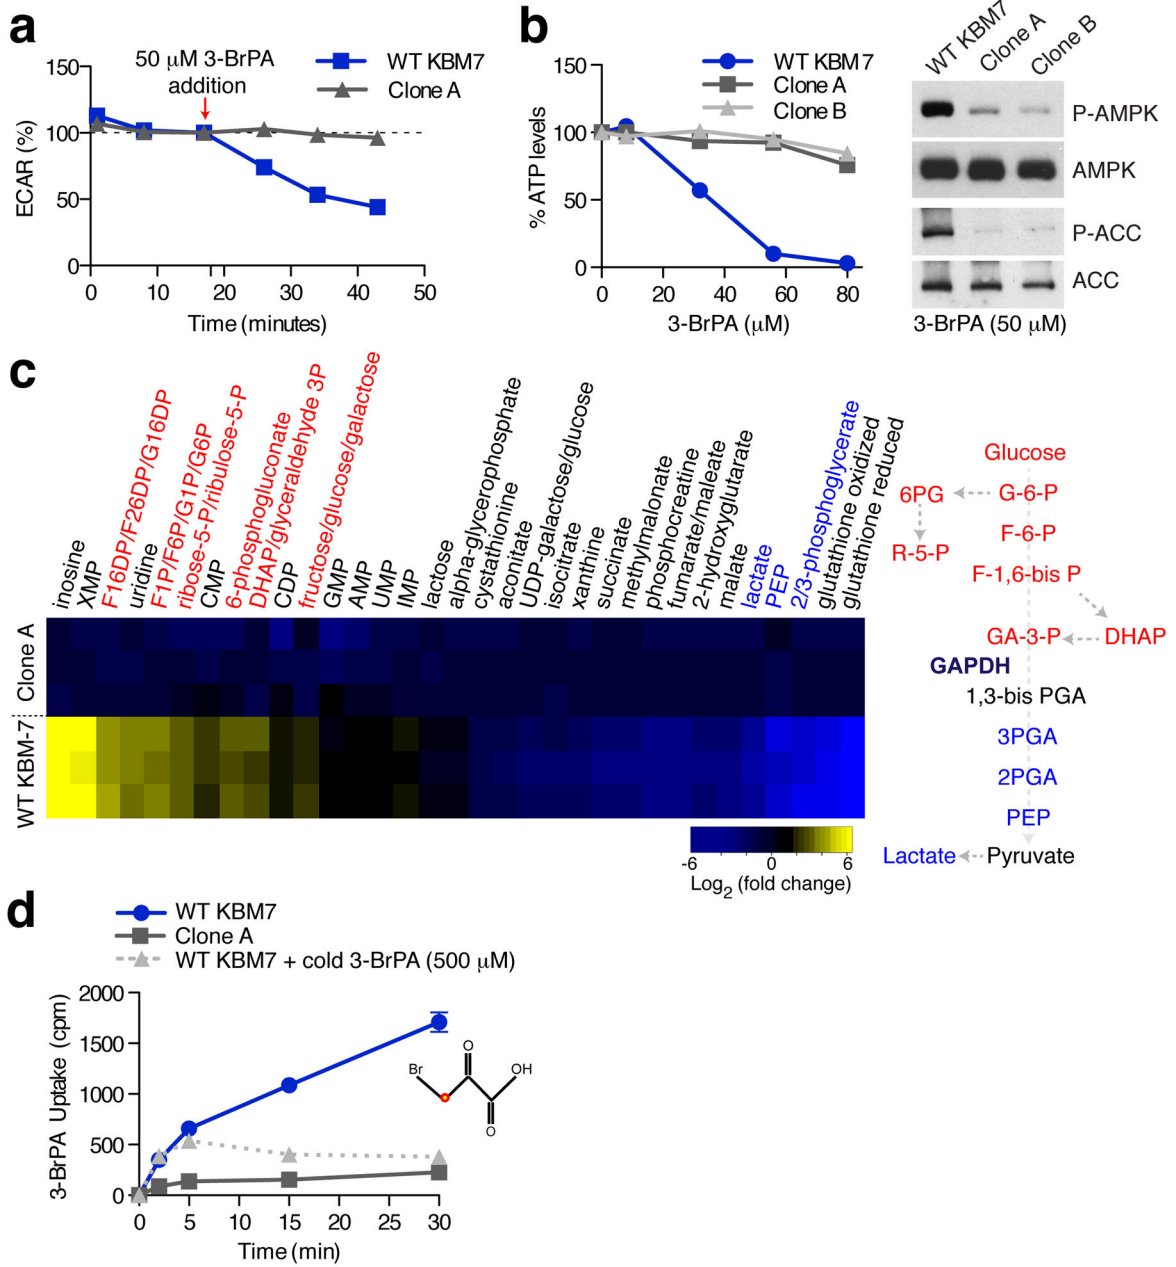 a
50 μM 3-BrPA
addition
WT KBM7
Clone A
150
100
50
0
ECAR (%)
0 10 20 30 40 50
Time (minutes)
b
WT KBM7
Clone A
Clone B
150
100
50
0
% ATP levels
0 20 40 60 80
3-BrPA (μM)
WT KBM7
Clone A
Clone B
P-AMPK
AMPK
P-ACC
ACC
3-BrPA (50 μM)
c
inosine
XMP
F16DP/F26DP/G16DP
uridine
F1P/F6P/G1P/G6P
ribose-5-P/ribulose-5-P
CMP
6-phosphogluconate
DHAP/glyceraldehyde 3P
CDP
fructose/glucose/galactose
GMP
AMP
UMP
IMP
lactose
alpha-glycerophosphate
cystathionine
aconitate
UDP-galactose/glucose
isocitrate
xanthine
succinate
methylmalonate
phosphocreatine
fumarate/maleate
2-hydroxyglutarate
malate
lactate
PEP
2/3-phosphoglycerate
glutathione oxidized
glutathione reduced
Clone A
WT KBM-7
-6 0 6
Log2 (fold change)
Glucose
6PG G-6-P
F-6-P
R-5-P
F-1,6-bis P
GA-3-P DHAP
GAPDH
1,3-bis PGA
3PGA
2PGA
PEP
Lactate Pyruvate
d
WT KBM7
Clone A
WT KBM7 + cold 3-BrPA (500 μM)
2000
1500
1000
500
0
3-BrPA Uptake (cpm)
0 5 10 15 20 25 30
Time (min)
Br
O
OH
O